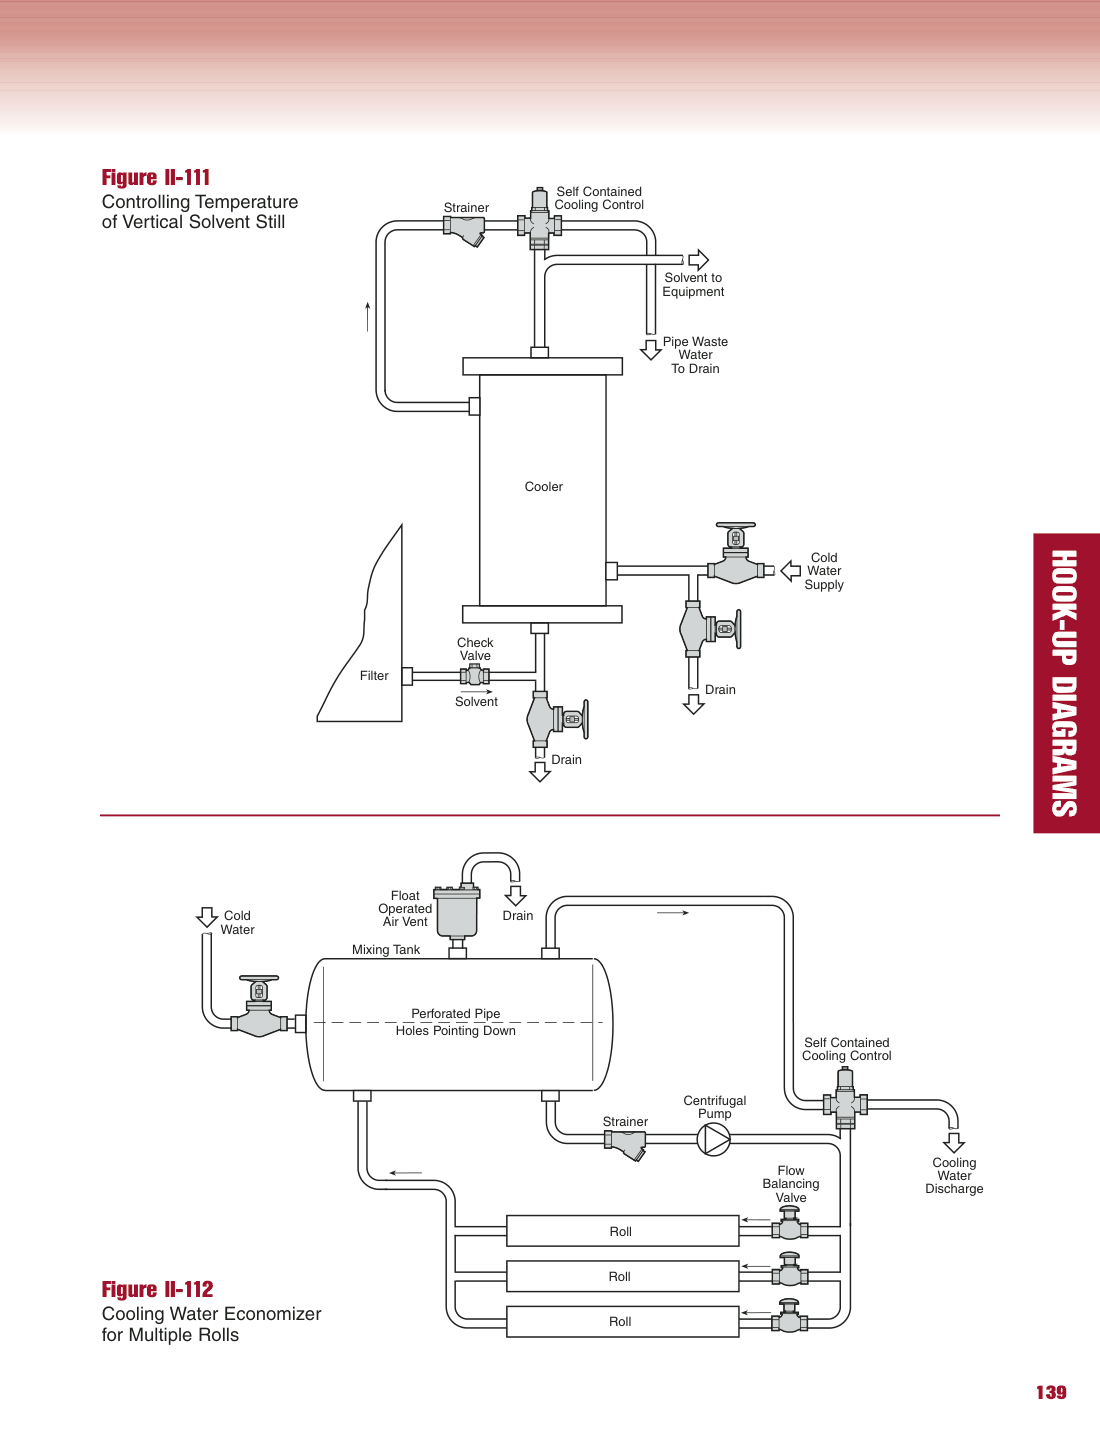 Figure II-111
Controlling Temperature
of Vertical Solvent Still
Strainer
Self Contained
Cooling Control
Solvent to
Equipment
Pipe Waste
Water
To Drain
Cooler
Cold
Water
Supply
Check
Valve
Filter
Solvent
Drain
Drain
HOOK-UP DIAGRAMS
Float
Operated
Air Vent
Drain
Cold
Water
Mixing Tank
Perforated Pipe
Holes Pointing Down
Self Contained
Cooling Control
Centrifugal
Pump
Strainer
Cooling
Water
Discharge
Flow
Balancing
Valve
Roll
Roll
Roll
Figure II-112
Cooling Water Economizer
for Multiple Rolls
139